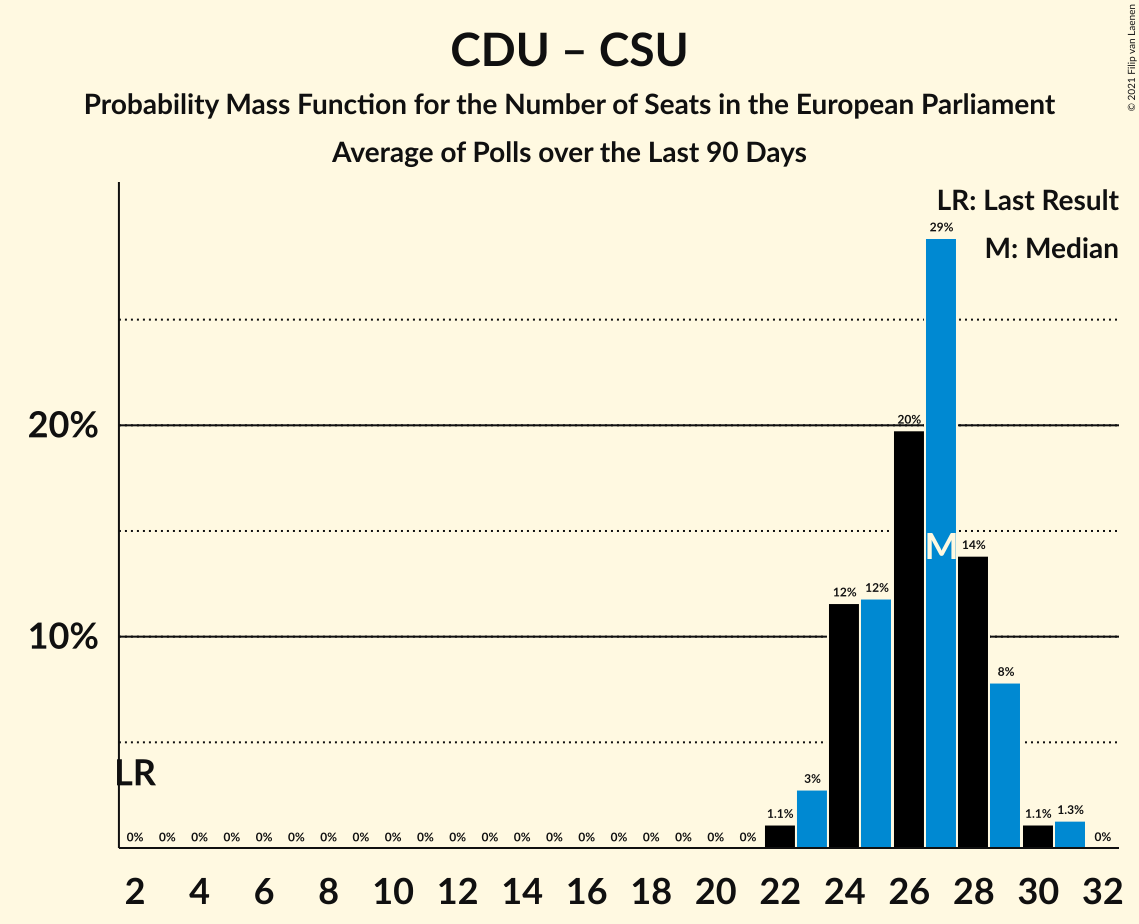 CDU – CSU
Probability Mass Function for the Number of Seats in the European Parliament
Average of Polls over the Last 90 Days
© 2021 Filip van Laenen
LR: Last Result
M: Median
29%
20%
20%
M
14%
12%
12%
10%
8%
LR
3%
1.1%
1.1%
1.3%
0% 0% 0% 0% 0% 0% 0% 0% 0% 0% 0% 0% 0% 0% 0% 0% 0% 0% 0% 0% 0%
2 4 6 8 10 12 14 16 18 20 22 24 26 28 30 32